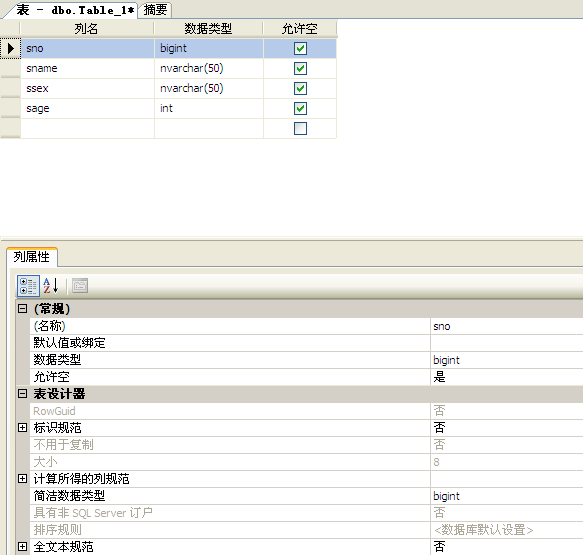 表 - dbo.Table_1* 摘要
列名 数据类型 允许空
sno bigint
sname nvarchar(50)
ssex nvarchar(50)
sage int
列属性
(常规)
(名称) sno
默认值或绑定
数据类型 bigint
允许空 是
表设计器
RowGuid 否
标识规范 否
不用于复制 否
大小 8
计算所得的列规范
简洁数据类型 bigint
具有非 SQL Server 订户 否
排序规则 <数据库默认设置>
全文本规范 否